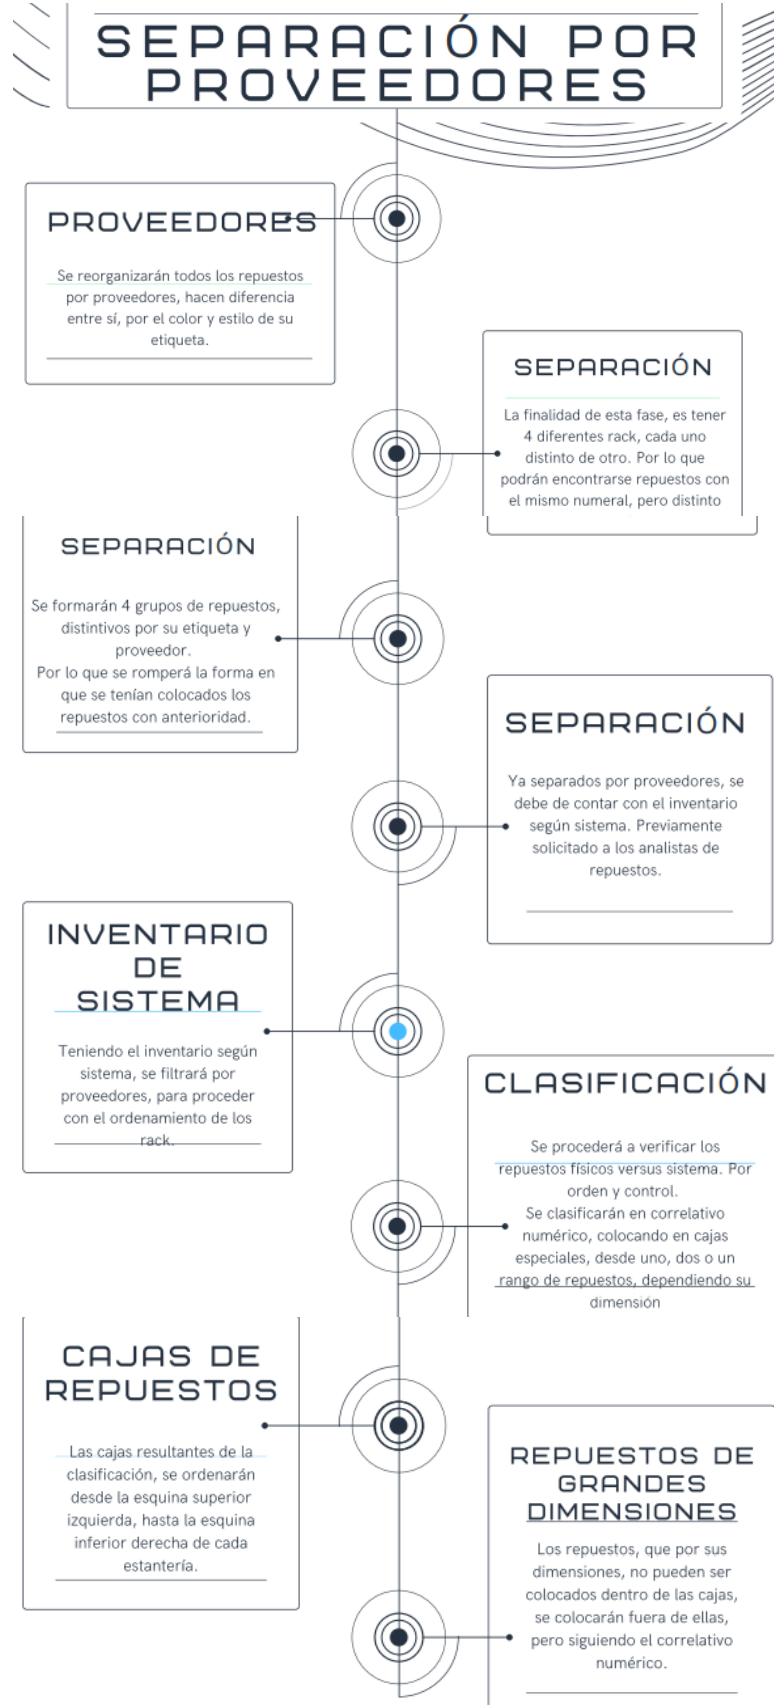 SEPARACIÓN POR
PROVEEDORES
PROVEEDORES
Se reorganizarán todos los repuestos
por proveedores, hacen diferencia
entre sí, por el color y estilo de su
etiqueta.
SEPARACIÓN
La finalidad de esta fase, es tener
4 diferentes rack, cada uno
distinto de otro. Por lo que
podrán encontrarse repuestos con
el mismo numeral, pero distinto
SEPARACIÓN
Se formarán 4 grupos de repuestos,
distintivos por su etiqueta y
proveedor.
Por lo que se romperá la forma en
que se tenían colocados los
repuestos con anterioridad.
SEPARACIÓN
Ya separados por proveedores, se
debe de contar con el inventario
según sistema. Previamente
solicitado a los analistas de
repuestos.
INVENTARIO
DE
SISTEMA
Teniendo el inventario según
sistema, se filtrará por
proveedores, para proceder
con el ordenamiento de los
rack.
CLASIFICACIÓN
Se procederá a verificar los
repuestos físicos versus sistema. Por
orden y control.
Se clasificarán en correlativo
numérico, colocando en cajas
especiales, desde uno, dos o un
rango de repuestos, dependiendo su
dimensión
CAJAS DE
REPUESTOS
Las cajas resultantes de la
clasificación, se ordenarán
desde la esquina superior
izquierda, hasta la esquina
inferior derecha de cada
estantería.
REPUESTOS DE
GRANDES
DIMENSIONES
Los repuestos, que por sus
dimensiones, no pueden ser
colocados dentro de las cajas,
se colocarán fuera de ellas,
pero siguiendo el correlativo
numérico.